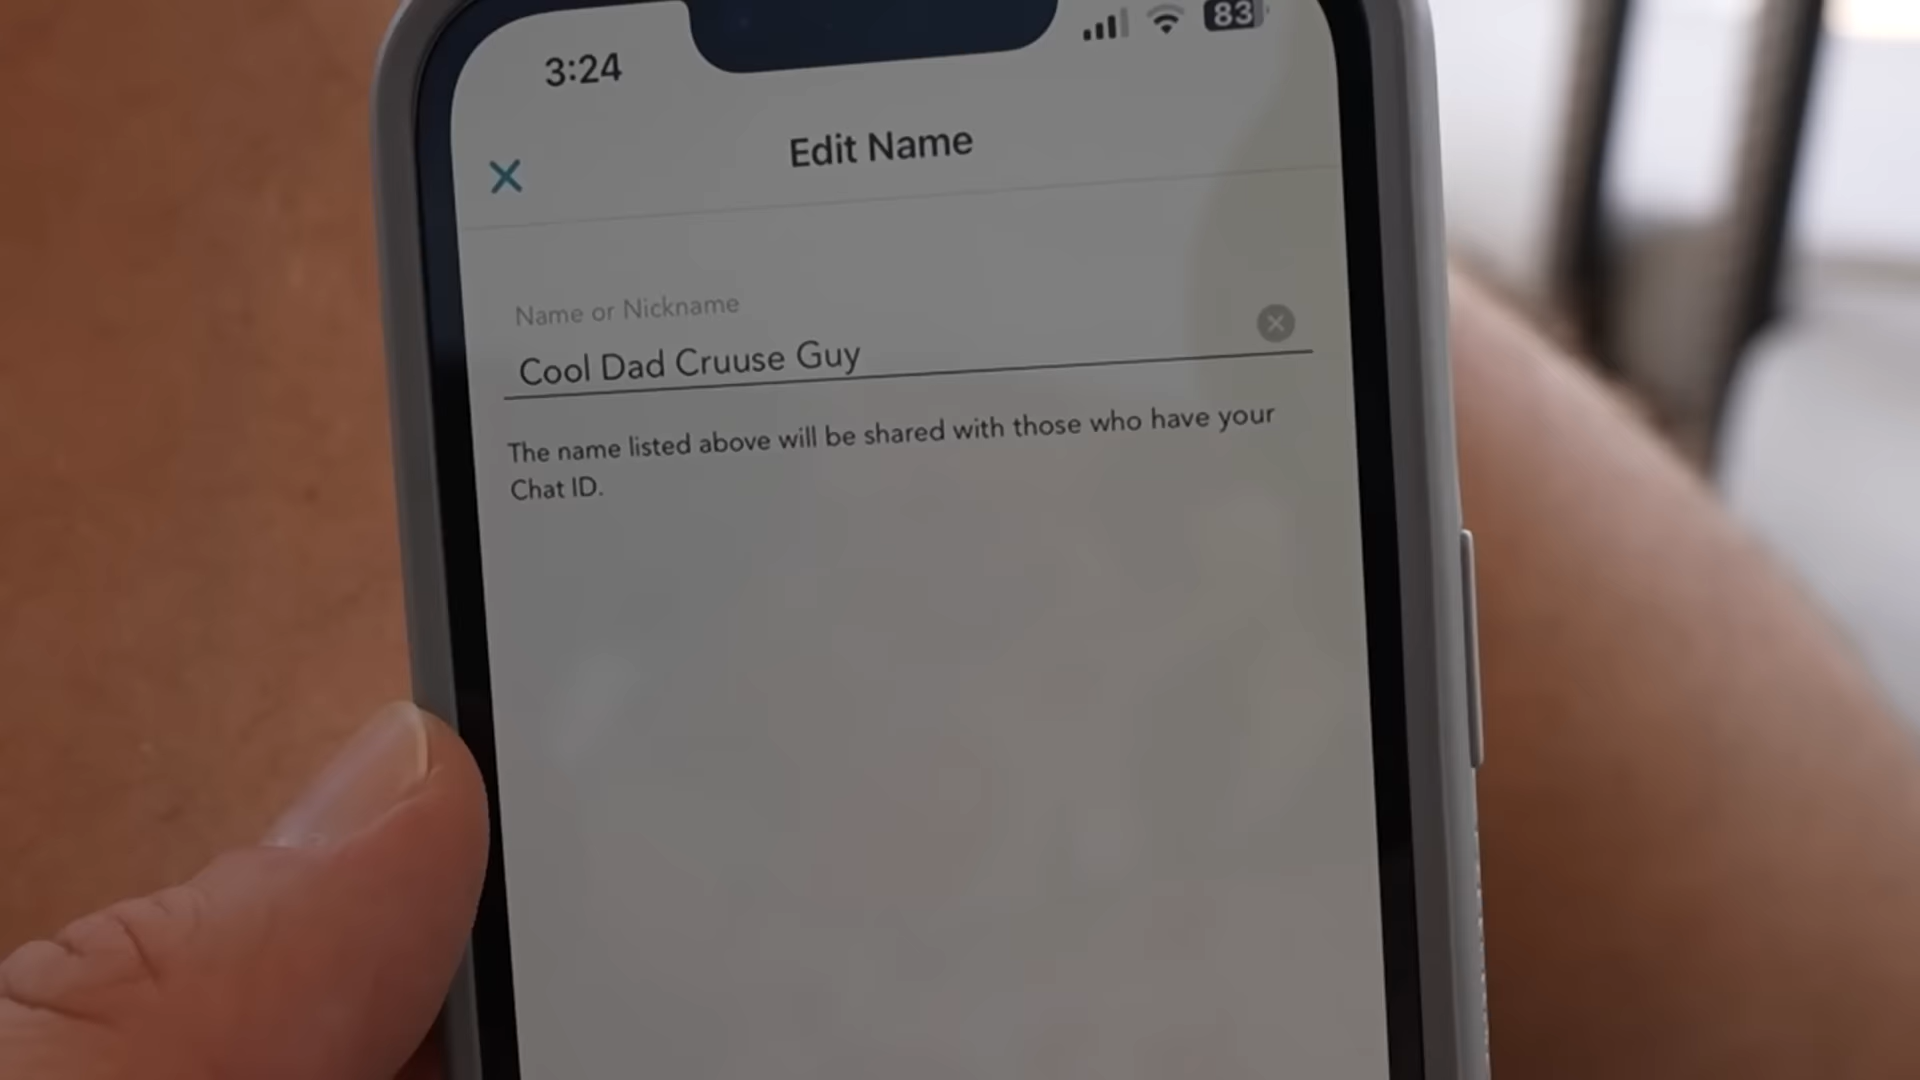 3:24
83
Edit Name
Name or Nickname
Cool Dad Cruuse Guy
The name listed above will be shared with those who have your
Chat ID.